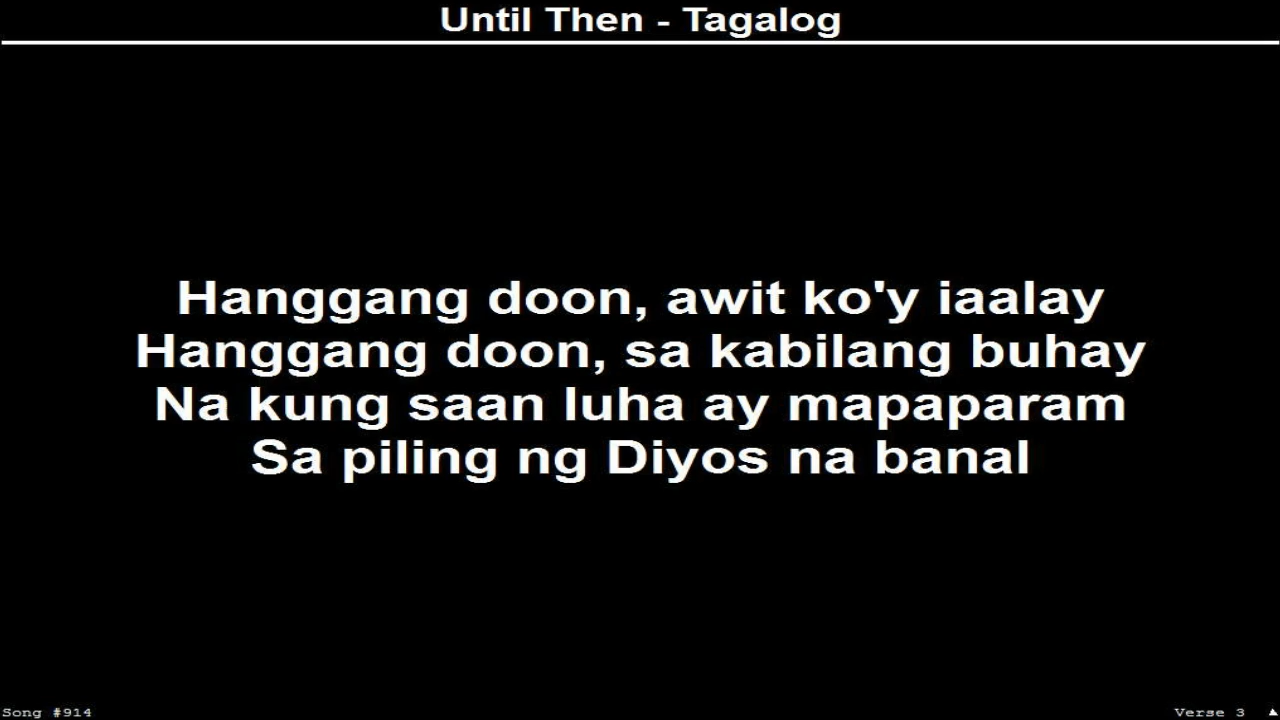 Until Then - Tagalog
Hanggang doon, awit ko'y iaalay
Hanggang doon, sa kabilang buhay
Na kung saan luha ay mapaparam
Sa piling ng Diyos na banal
Song #914
Verse 3 ▲